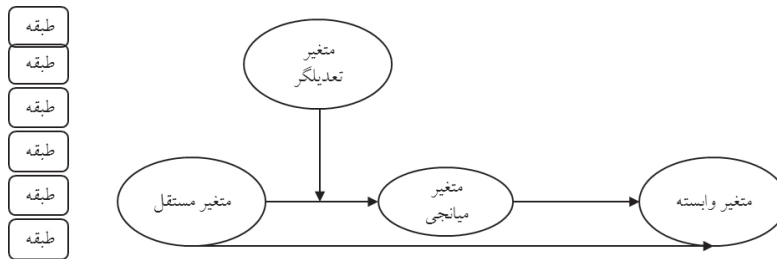 طبقه
طبقه
طبقه
طبقه
طبقه
طبقه
متغیر
تعدیلگر
متغیر مستقل
متغیر
میانجی
متغیر وابسته